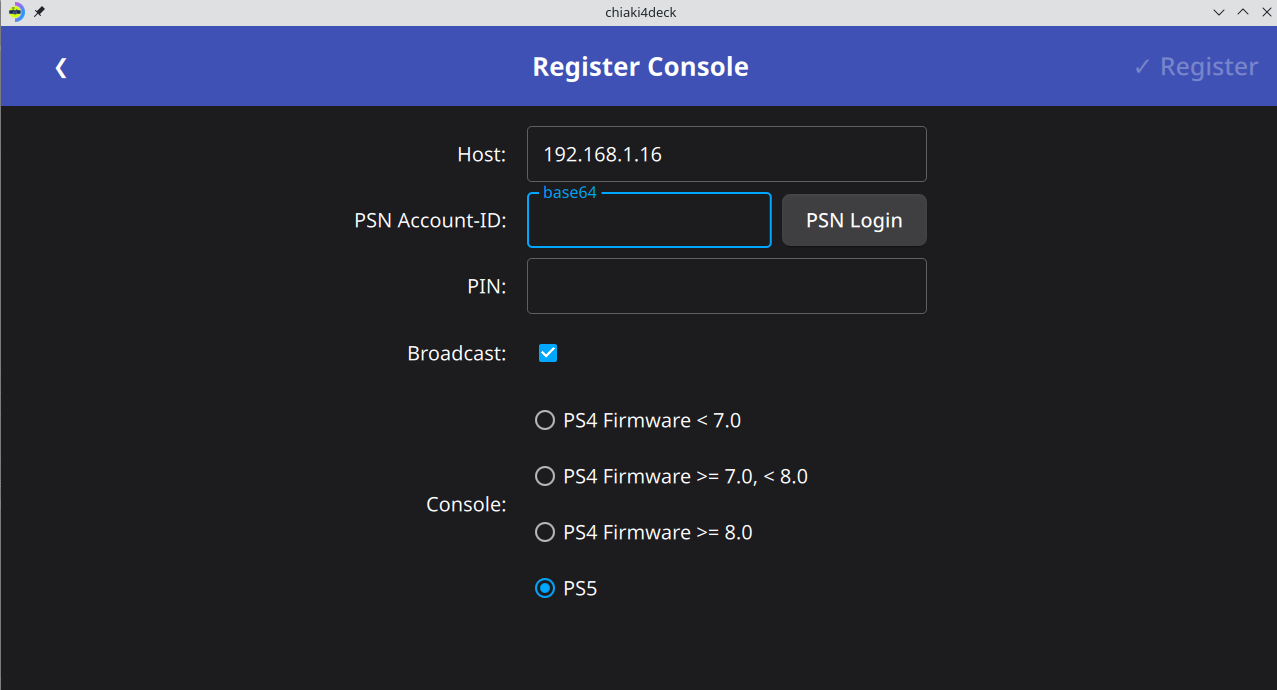 chiaki4deck
❮ Register Console ✓ Register
Host: 192.168.1.16
base64
PSN Account-ID: PSN Login
PIN:
Broadcast:
PS4 Firmware < 7.0
PS4 Firmware >= 7.0, < 8.0
Console:
PS4 Firmware >= 8.0
PS5